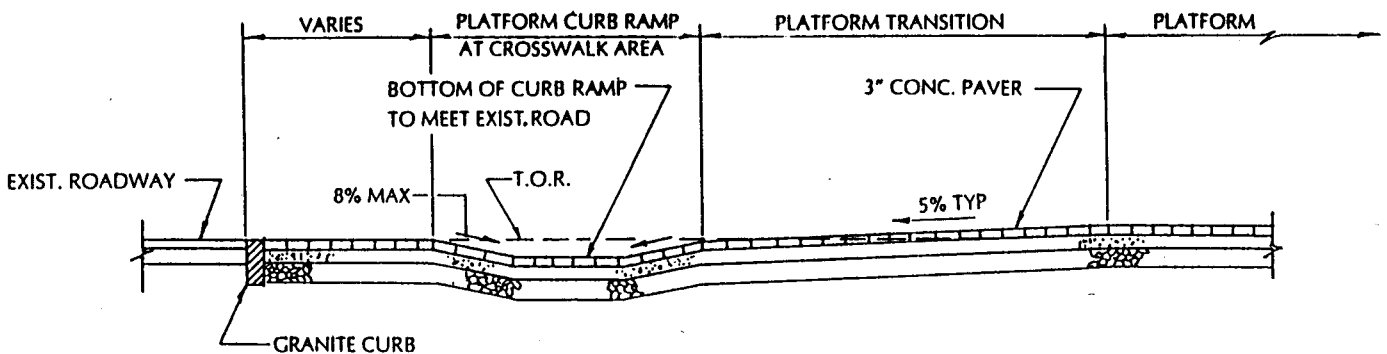 VARIES
PLATFORM CURB RAMP
AT CROSSWALK AREA
PLATFORM TRANSITION
PLATFORM
BOTTOM OF CURB RAMP
TO MEET EXIST. ROAD
3" CONC. PAVER
EXIST. ROADWAY
8% MAX
T.O.R.
5% TYP
GRANITE CURB